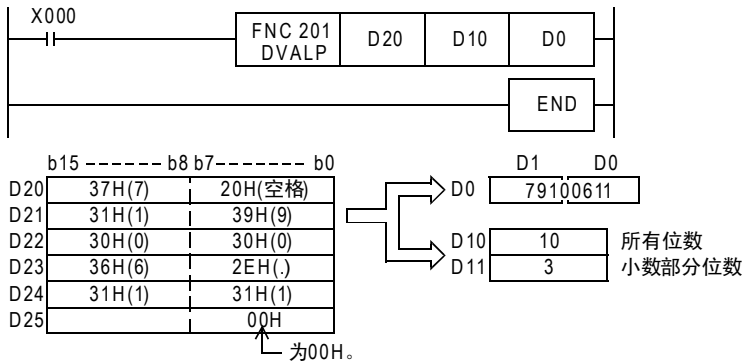 X000
FNC 201
DVALP
D20
D10
D0
END
b15 ------- b8 b7-------- b0
D20 37H(7) 20H(空格)
D21 31H(1) 39H(9)
D22 30H(0) 30H(0)
D23 36H(6) 2EH(.)
D24 31H(1) 31H(1)
D25 00H
为00H。
D1 D0
D0 79100611
D10 10 所有位数
D11 3 小数部分位数